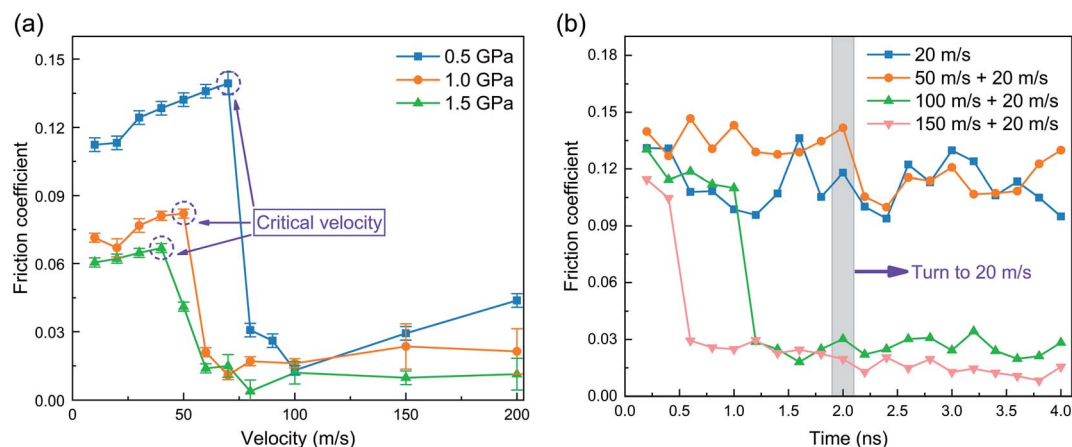 (a)
0.15
0.12
0.09
0.06
0.03
0.00
Friction coefficient
0.5 GPa
1.0 GPa
1.5 GPa
Critical velocity
0
50
100
150
200
Velocity (m/s)
(b)
0.18
0.15
0.12
0.09
0.06
0.03
0.00
Friction coefficient
20 m/s
50 m/s + 20 m/s
100 m/s + 20 m/s
150 m/s + 20 m/s
Turn to 20 m/s
0.0
0.5
1.0
1.5
2.0
2.5
3.0
3.5
4.0
Time (ns)